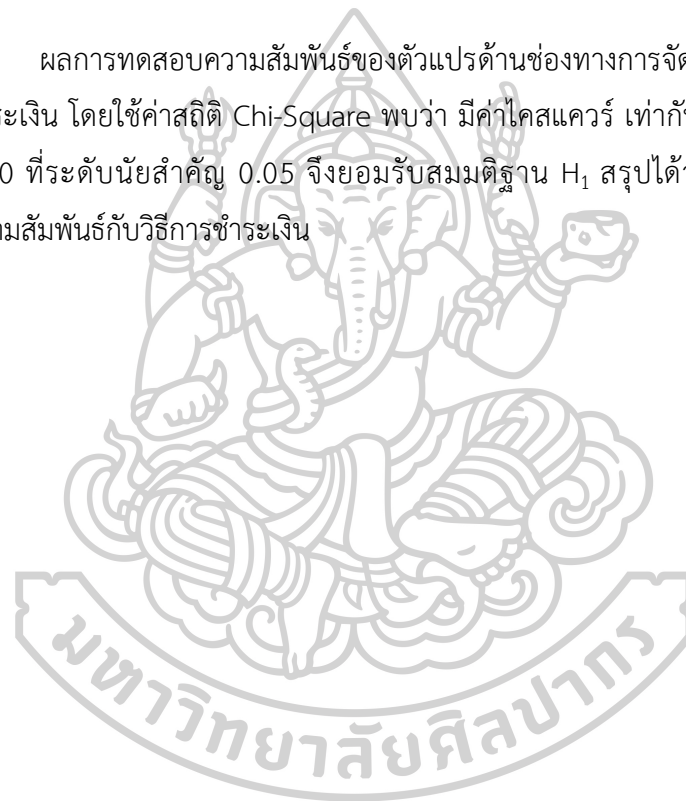 ผลการทดสอบความสัมพันธ์ของตัวแปรด้านช่องทางการจัด
ระเงิน โดยใช้ค่าสถิติ Chi-Square พบว่า มีค่าไคสแควร์ เท่ากั
0 ที่ระดับนัยสำคัญ 0.05 จึงยอมรับสมมติฐาน H₁ สรุปได้ว
ามสัมพันธ์กับวิธีการชำระเงิน
มหาวิทยาลัยศิลปากร